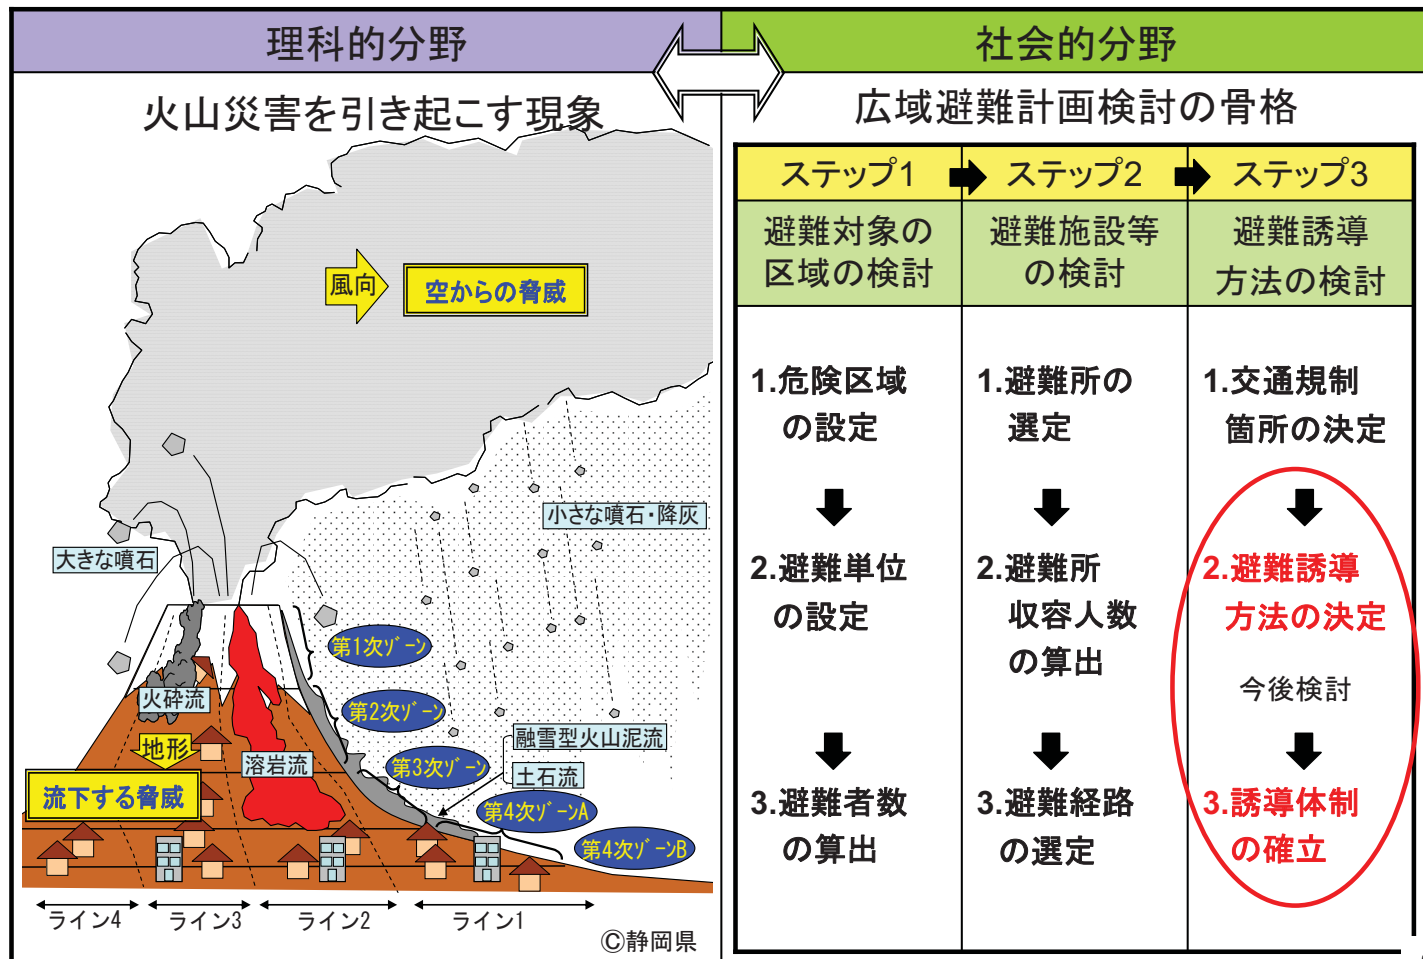 理科的分野
社会的分野
火山災害を引き起こす現象
広域避難計画検討の骨格
風向
空からの脅威
大きな噴石
小さな噴石・降灰
第1次ゾーン
第2次ゾーン
第3次ゾーン
第4次ゾーンA
第4次ゾーンB
火砕流
地形
溶岩流
融雪型火山泥流
土石流
流下する脅威
ライン4
ライン3
ライン2
ライン1
©静岡県
ステップ1
避難対象の
区域の検討
1.危険区域
の設定
2.避難単位
の設定
3.避難者数
の算出
ステップ2
避難施設等
の検討
1.避難所の
選定
2.避難所
収容人数
の算出
3.避難経路
の選定
ステップ3
避難誘導
方法の検討
1.交通規制
箇所の決定
2.避難誘導
方法の決定
今後検討
3.誘導体制
の確立